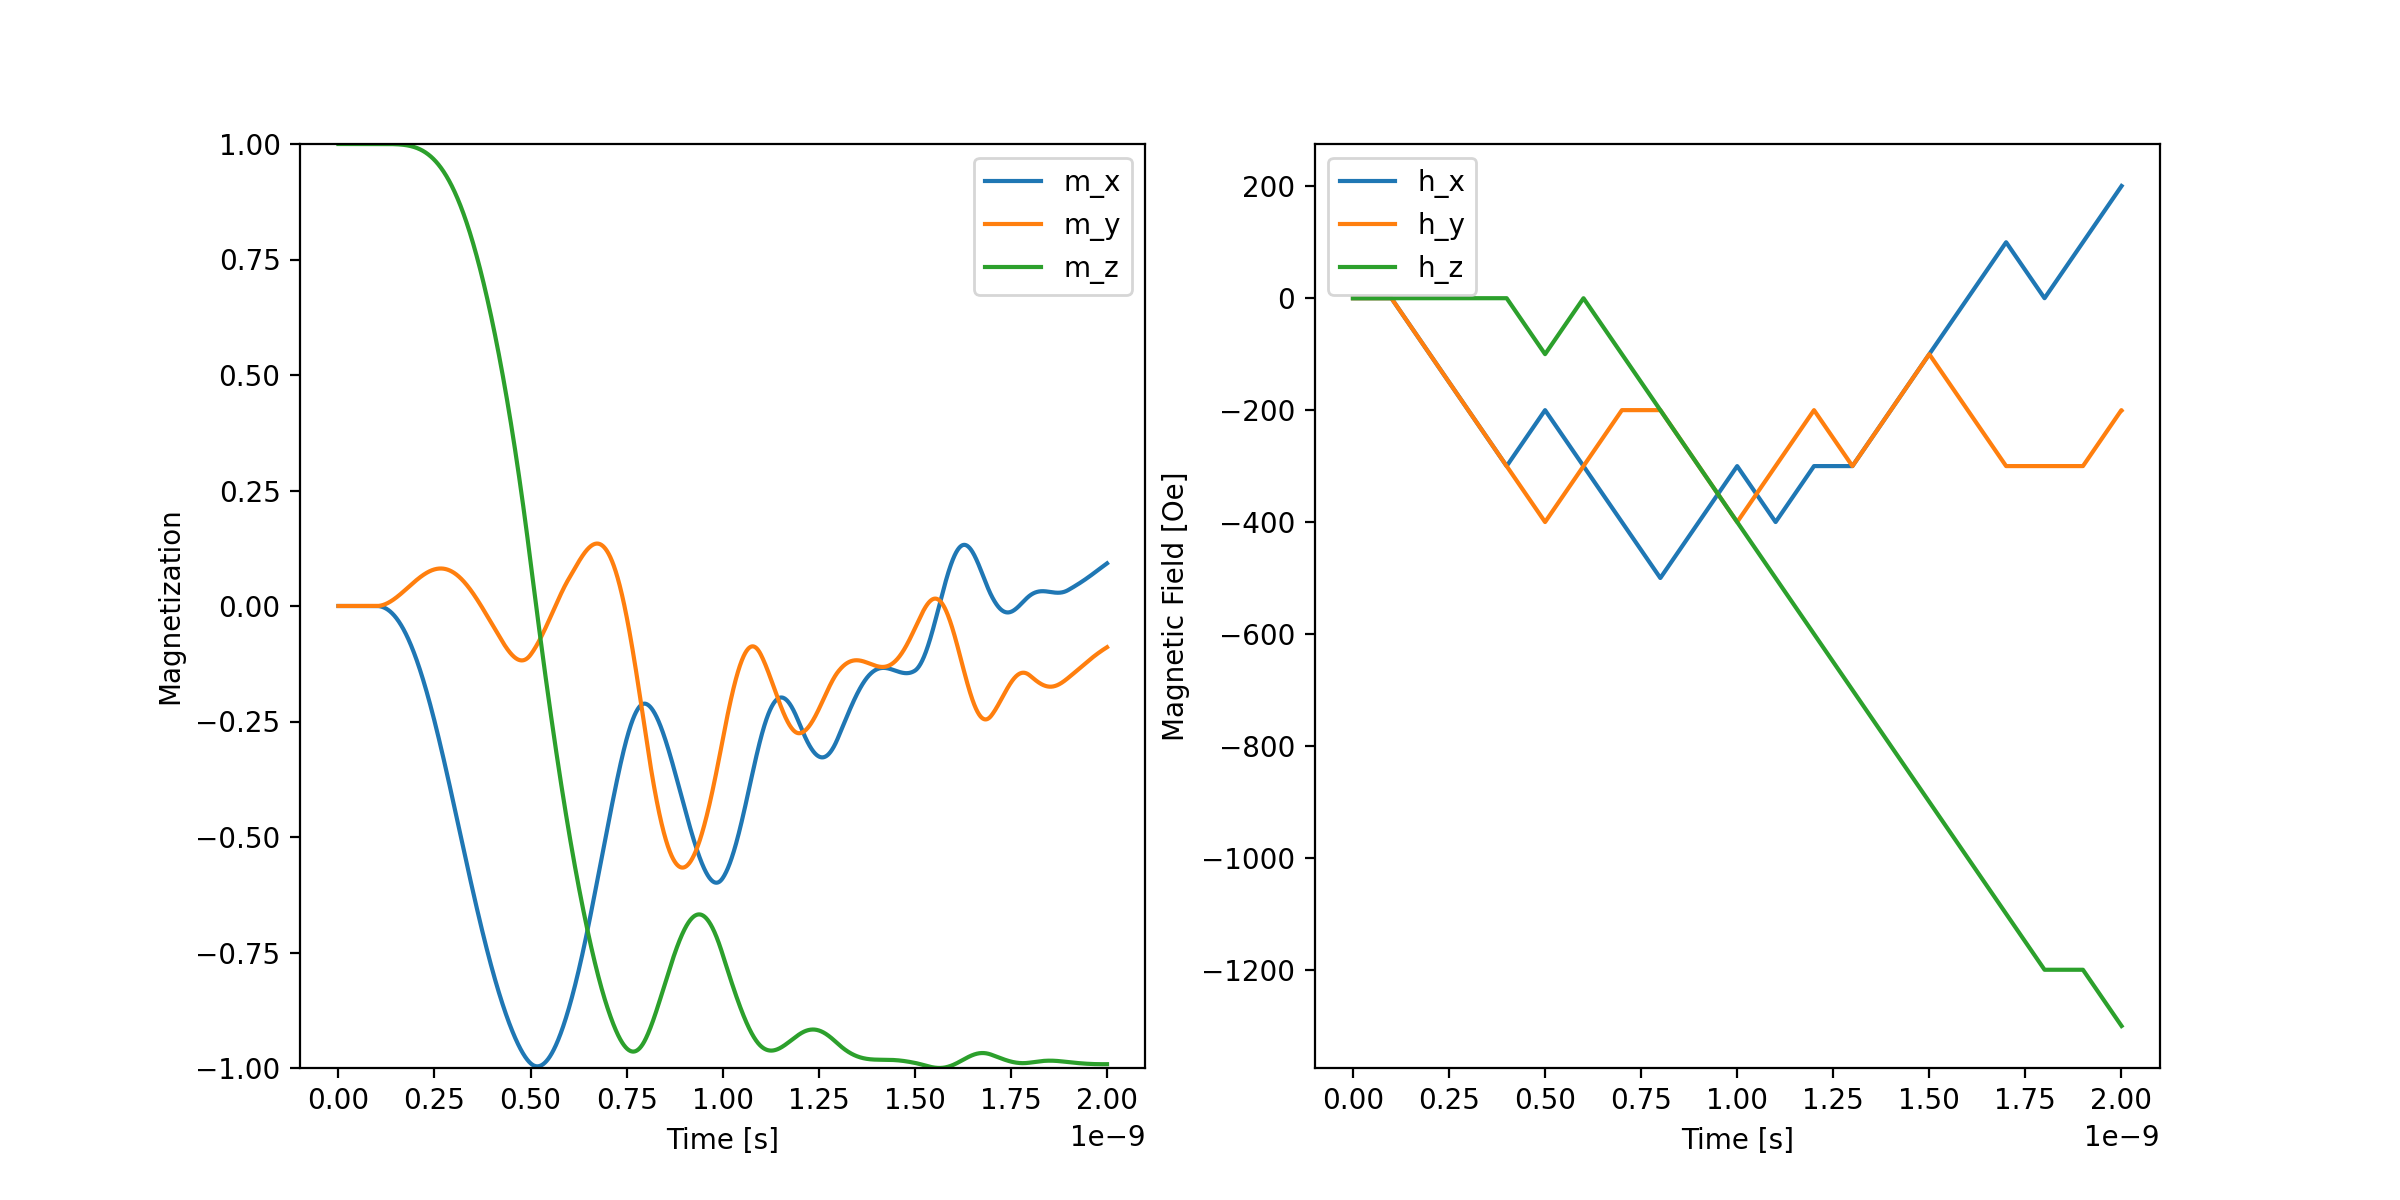 1.00
0.75
0.50
0.25
0.00
−0.25
−0.50
−0.75
−1.00
Magnetization
m_x
m_y
m_z
0.00 0.25 0.50 0.75 1.00 1.25 1.50 1.75 2.00
Time [s]
1e−9
200
0
−200
−400
−600
−800
−1000
−1200
Magnetic Field [Oe]
h_x
h_y
h_z
0.00 0.25 0.50 0.75 1.00 1.25 1.50 1.75 2.00
Time [s]
1e−9